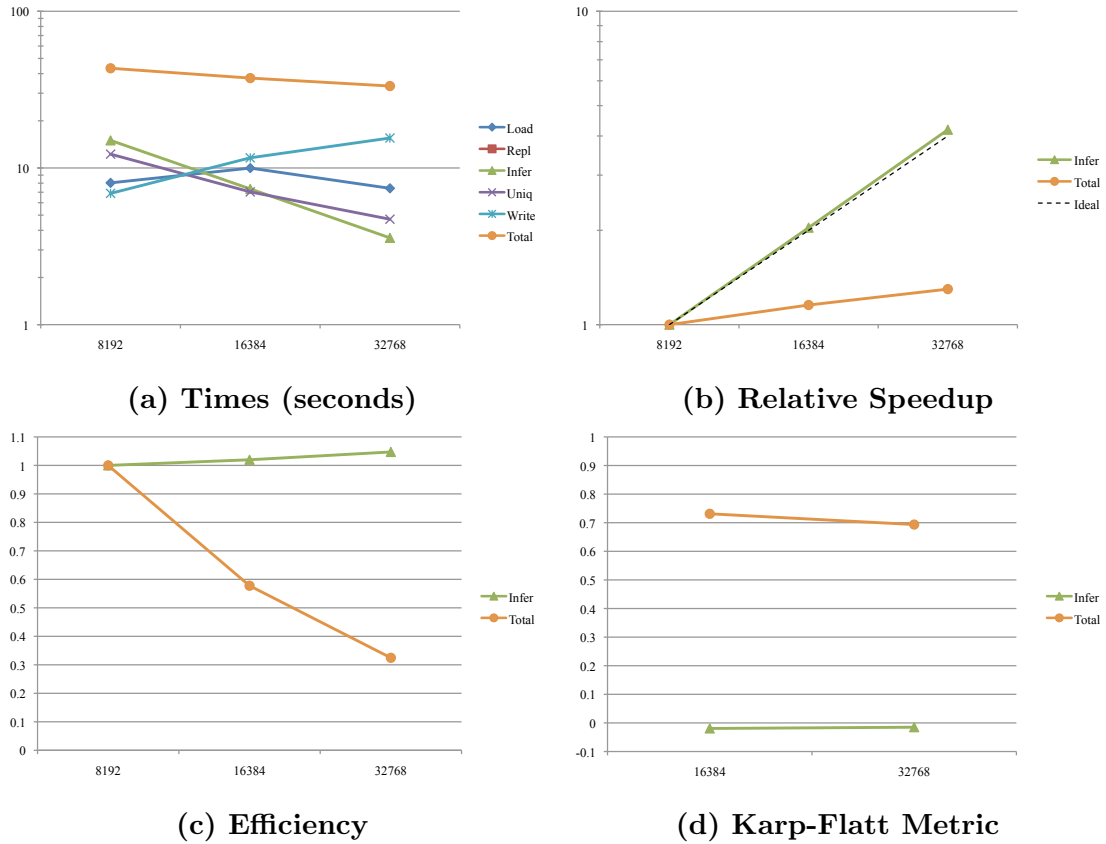 100
10
1
8192
16384
32768
Load
Repl
Infer
Uniq
Write
Total
(a) Times (seconds)
10
1
8192
16384
32768
Infer
Total
Ideal
(b) Relative Speedup
1.1
1
0.9
0.8
0.7
0.6
0.5
0.4
0.3
0.2
0.1
0
8192
16384
32768
Infer
Total
(c) Efficiency
1
0.9
0.8
0.7
0.6
0.5
0.4
0.3
0.2
0.1
0
-0.1
16384
32768
Infer
Total
(d) Karp-Flatt Metric